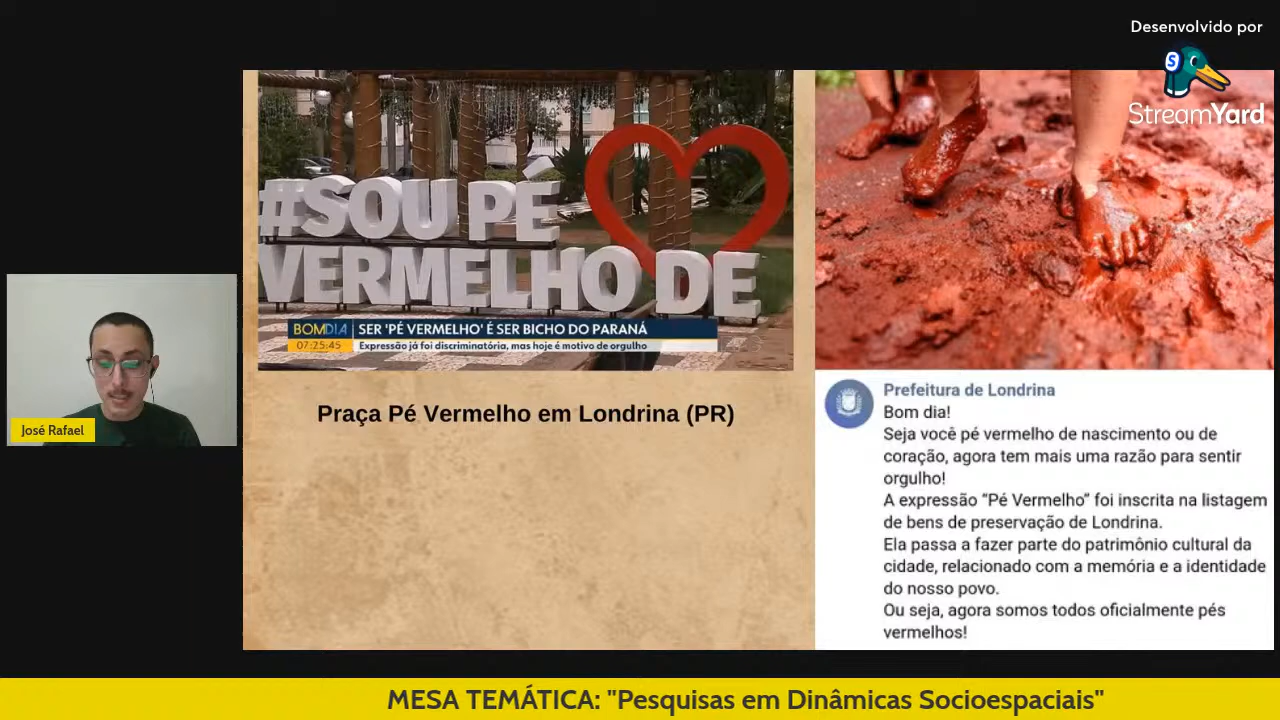 Desenvolvido por
StreamYard
#SOU PÉ
VERMELHO DE
BOMDIA
SER 'PÉ VERMELHO' É SER BICHO DO PARANÁ
07:25:45
Expressão já foi discriminatória, mas hoje é motivo de orgulho
Praça Pé Vermelho em Londrina (PR)
Prefeitura de Londrina
Bom dia!
Seja você pé vermelho de nascimento ou de
coração, agora tem mais uma razão para sentir
orgulho!
A expressão “Pé Vermelho” foi inscrita na listagem
de bens de preservação de Londrina.
Ela passa a fazer parte do patrimônio cultural da
cidade, relacionado com a memória e a identidade
do nosso povo.
Ou seja, agora somos todos oficialmente pés
vermelhos!
José Rafael
MESA TEMÁTICA: "Pesquisas em Dinâmicas Socioespaciais"